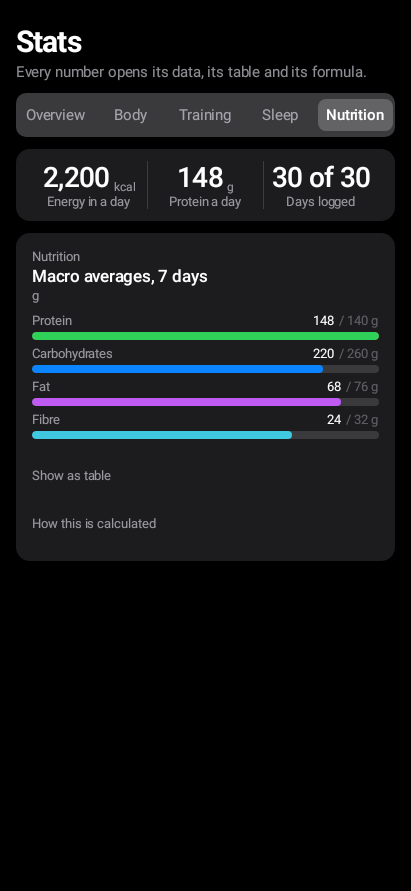 Stats
Every number opens its data, its table and its formula.
Overview Body Training Sleep Nutrition
2,200 kcal 148 g 30 of 30
Energy in a day Protein a day Days logged
Nutrition
Macro averages, 7 days
g
Protein 148 / 140 g
Carbohydrates 220 / 260 g
Fat 68 / 76 g
Fibre 24 / 32 g
Show as table
How this is calculated